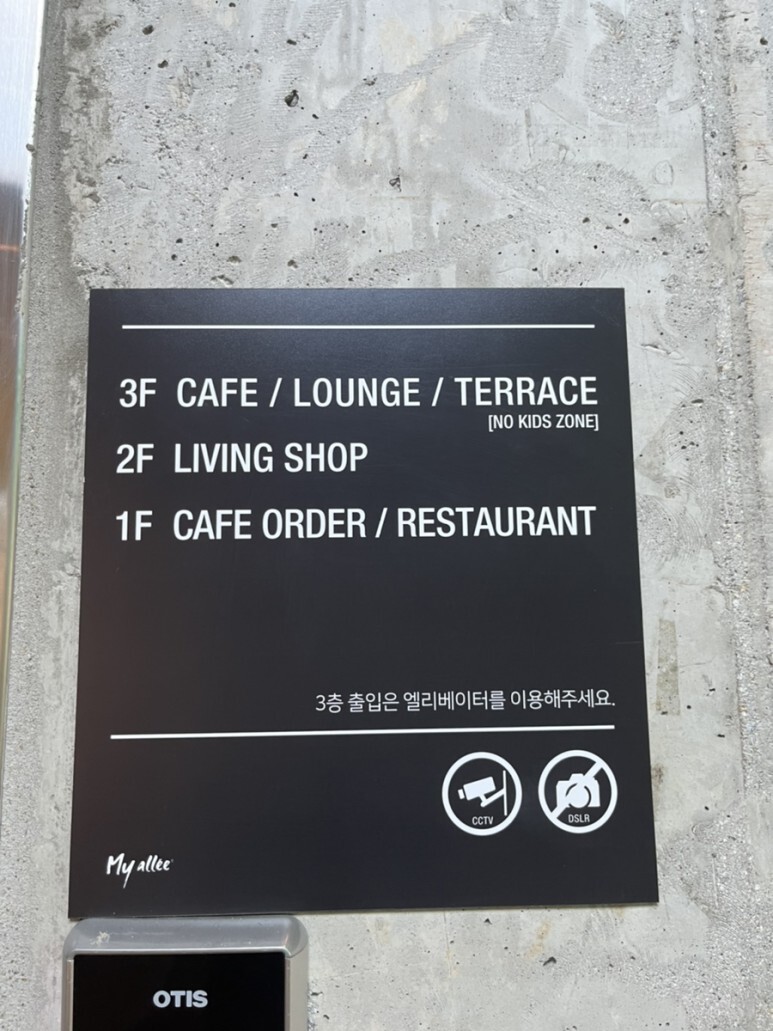 3F CAFE / LOUNGE / TERRACE
[NO KIDS ZONE]
2F LIVING SHOP
1F CAFE ORDER / RESTAURANT
3층 출입은 엘리베이터를 이용해주세요.
CCTV
DSLR
My allée
OTIS